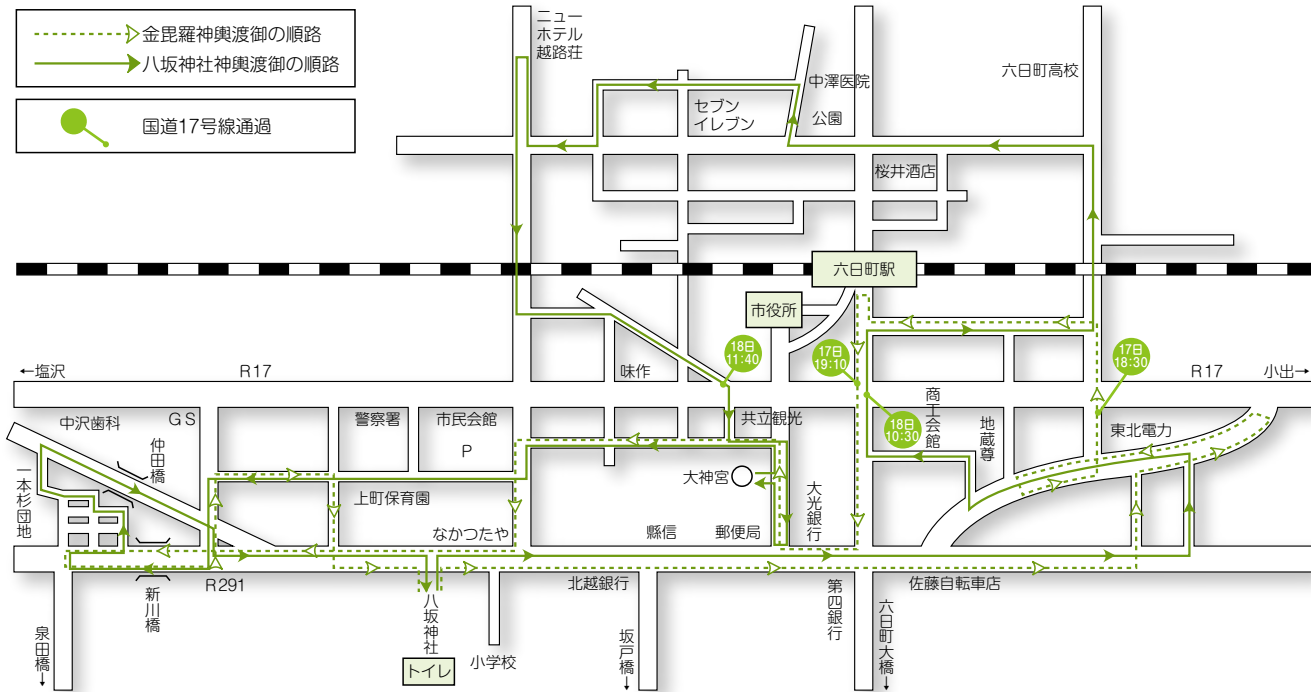 金毘羅神輿渡御の順路
八坂神社神輿渡御の順路
国道17号線通過
ニュー
ホテル
越路荘
中澤医院
公園
セブン
イレブン
六日町高校
桜井酒店
六日町駅
市役所
18日
11:40
17日
19:10
17日
18:30
18日
10:30
←塩沢
R17
味作
R17
小出→
中沢歯科
GS
仲田橋
警察署
市民会館
P
共立観光
商工会館
地蔵尊
東北電力
一本杉団地
上町保育園
なかつたや
大神宮
縣信
郵便局
大光銀行
R291
新川橋
八坂神社
北越銀行
第四銀行
佐藤自転車店
泉田橋→
トイレ
小学校
坂戸橋→
六日町大橋→